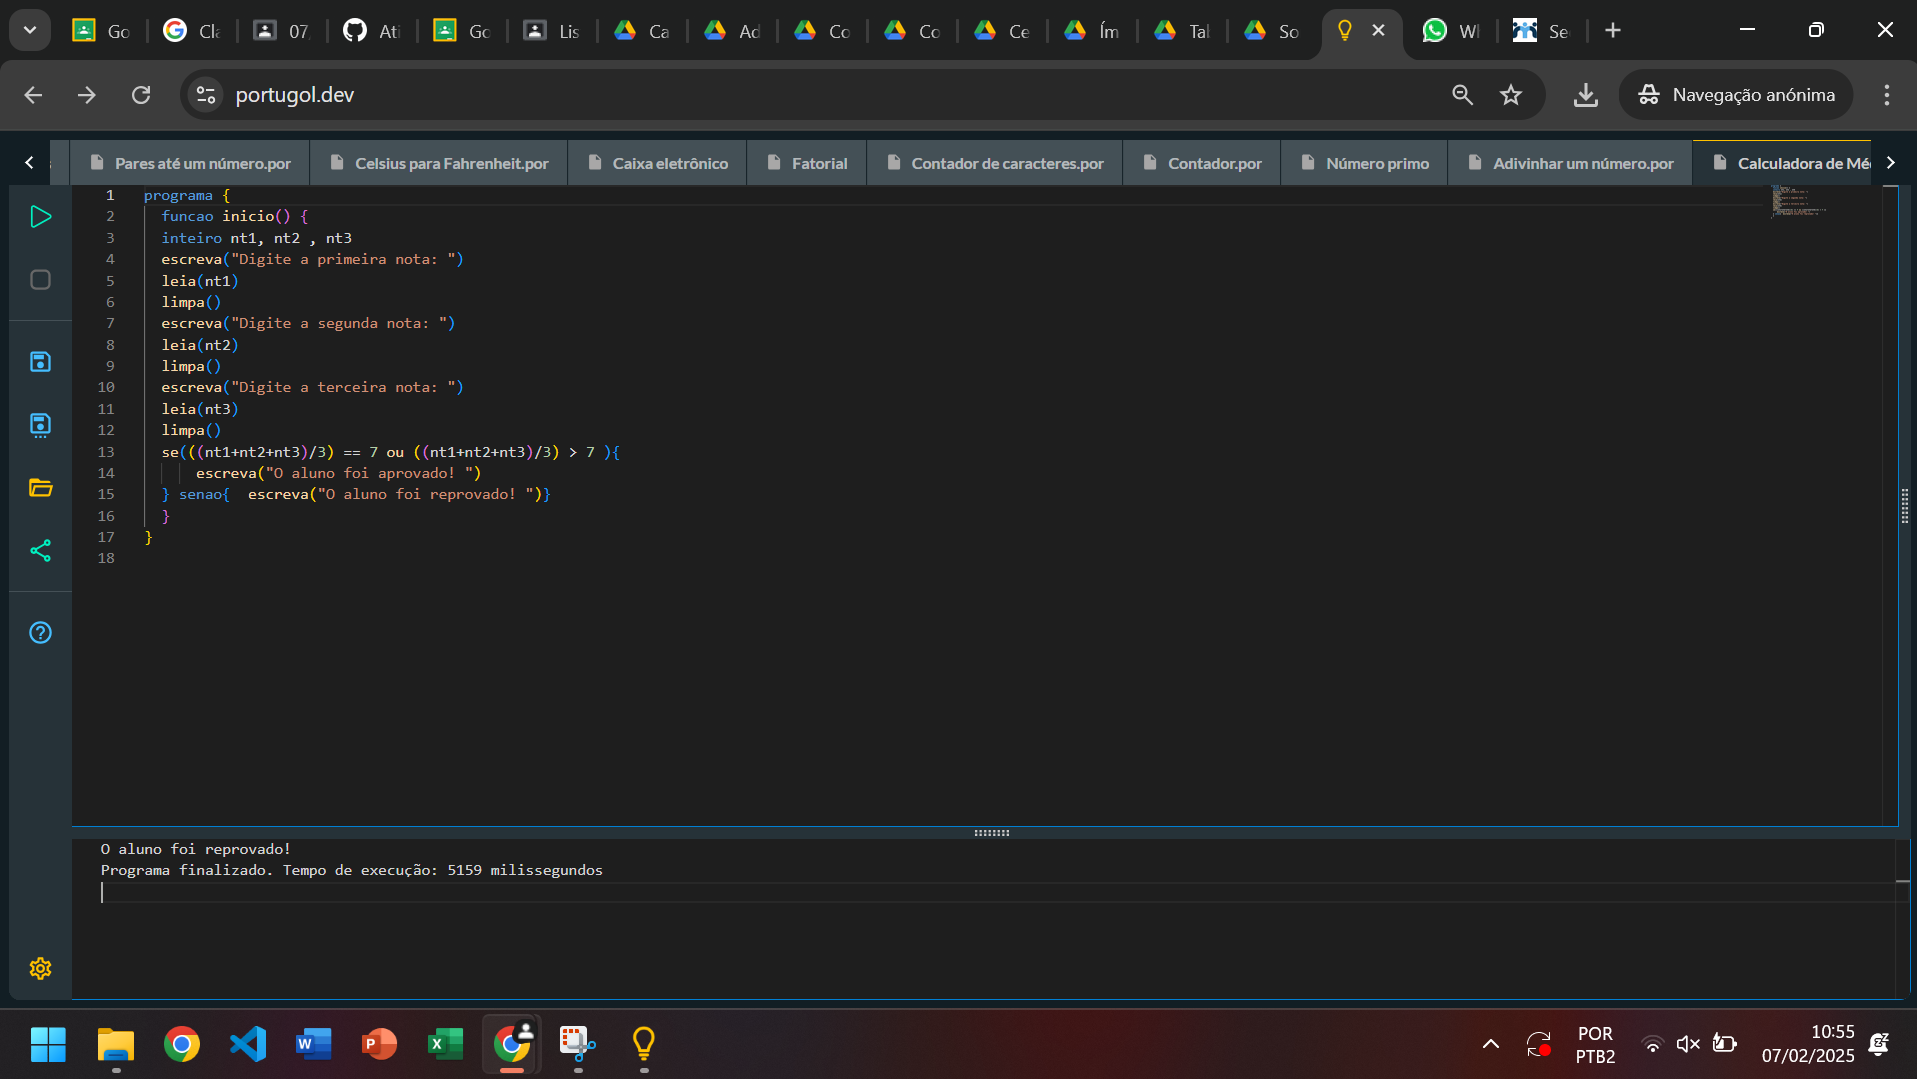 Go
Cla
07
Ati
Go
Lis
Ca
Ad
Co
Co
Ce
Ím
Tal
So
Wh
Se
portugol.dev
Navegação anónima
Pares até um número.por
Celsius para Fahrenheit.por
Caixa eletrônico
Fatorial
Contador de caracteres.por
Contador.por
Número primo
Adivinhar um número.por
Calculadora de Mé
1 programa {
2 funcao inicio() {
3 inteiro nt1, nt2 , nt3
4 escreva("Digite a primeira nota: ")
5 leia(nt1)
6 limpa()
7 escreva("Digite a segunda nota: ")
8 leia(nt2)
9 limpa()
10 escreva("Digite a terceira nota: ")
11 leia(nt3)
12 limpa()
13 se(((nt1+nt2+nt3)/3) == 7 ou ((nt1+nt2+nt3)/3) > 7 ){
14 escreva("O aluno foi aprovado! ")
15 } senao{ escreva("O aluno foi reprovado! ")}
16 }
17 }
18
O aluno foi reprovado!
Programa finalizado. Tempo de execução: 5159 milissegundos
POR
PTB2
10:55
07/02/2025